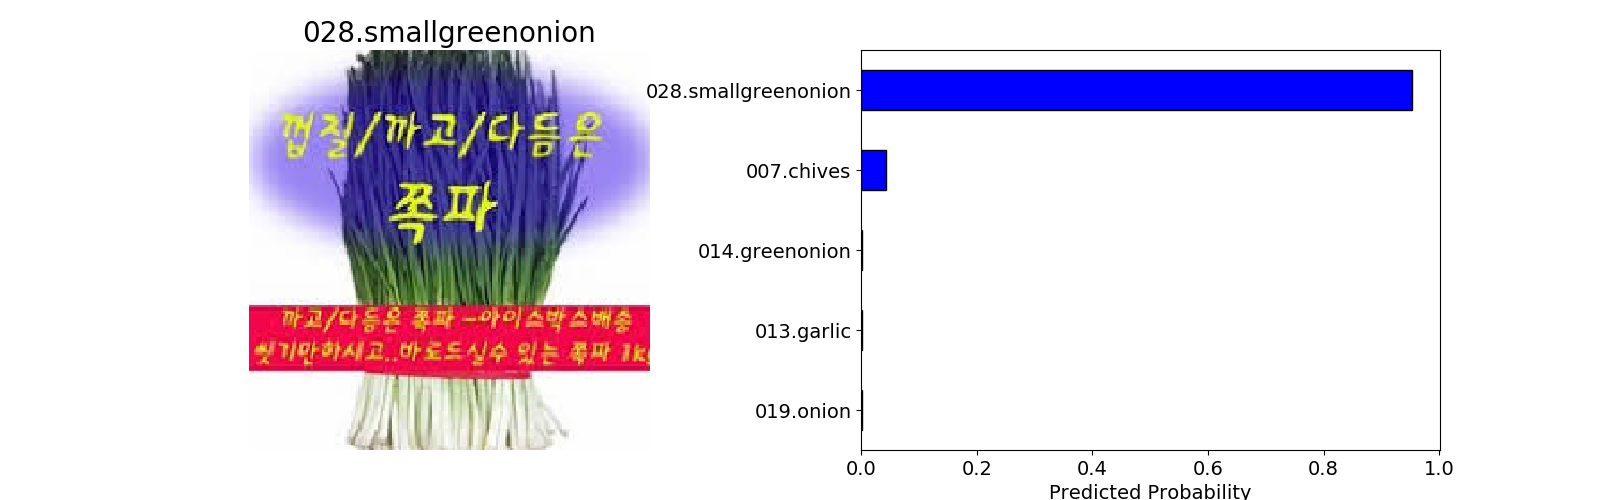 028.smallgreenonion
껍질/까고/다듬은
쪽파
까고/다듬은 쪽파 -아이스박스배송
씻기만하시고..바로드실수 있는 쪽파 1kg
028.smallgreenonion
007.chives
014.greenonion
013.garlic
019.onion
0.0 0.2 0.4 0.6 0.8 1.0
Predicted Probability